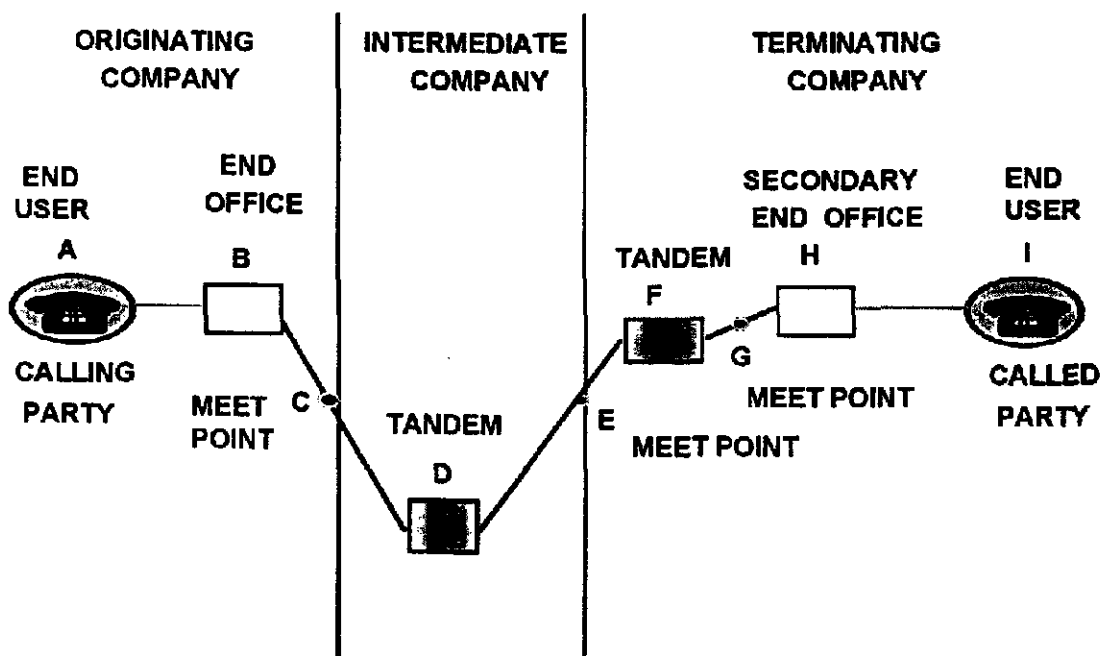 ORIGINATING
COMPANY
INTERMEDIATE
COMPANY
TERMINATING
COMPANY
END
USER
A
END
OFFICE
B
SECONDARY
END OFFICE
H
END
USER
I
TANDEM
F
G
CALLING
PARTY
MEET
POINT
C
TANDEM
D
E
MEET POINT
MEET POINT
CALLED
PARTY